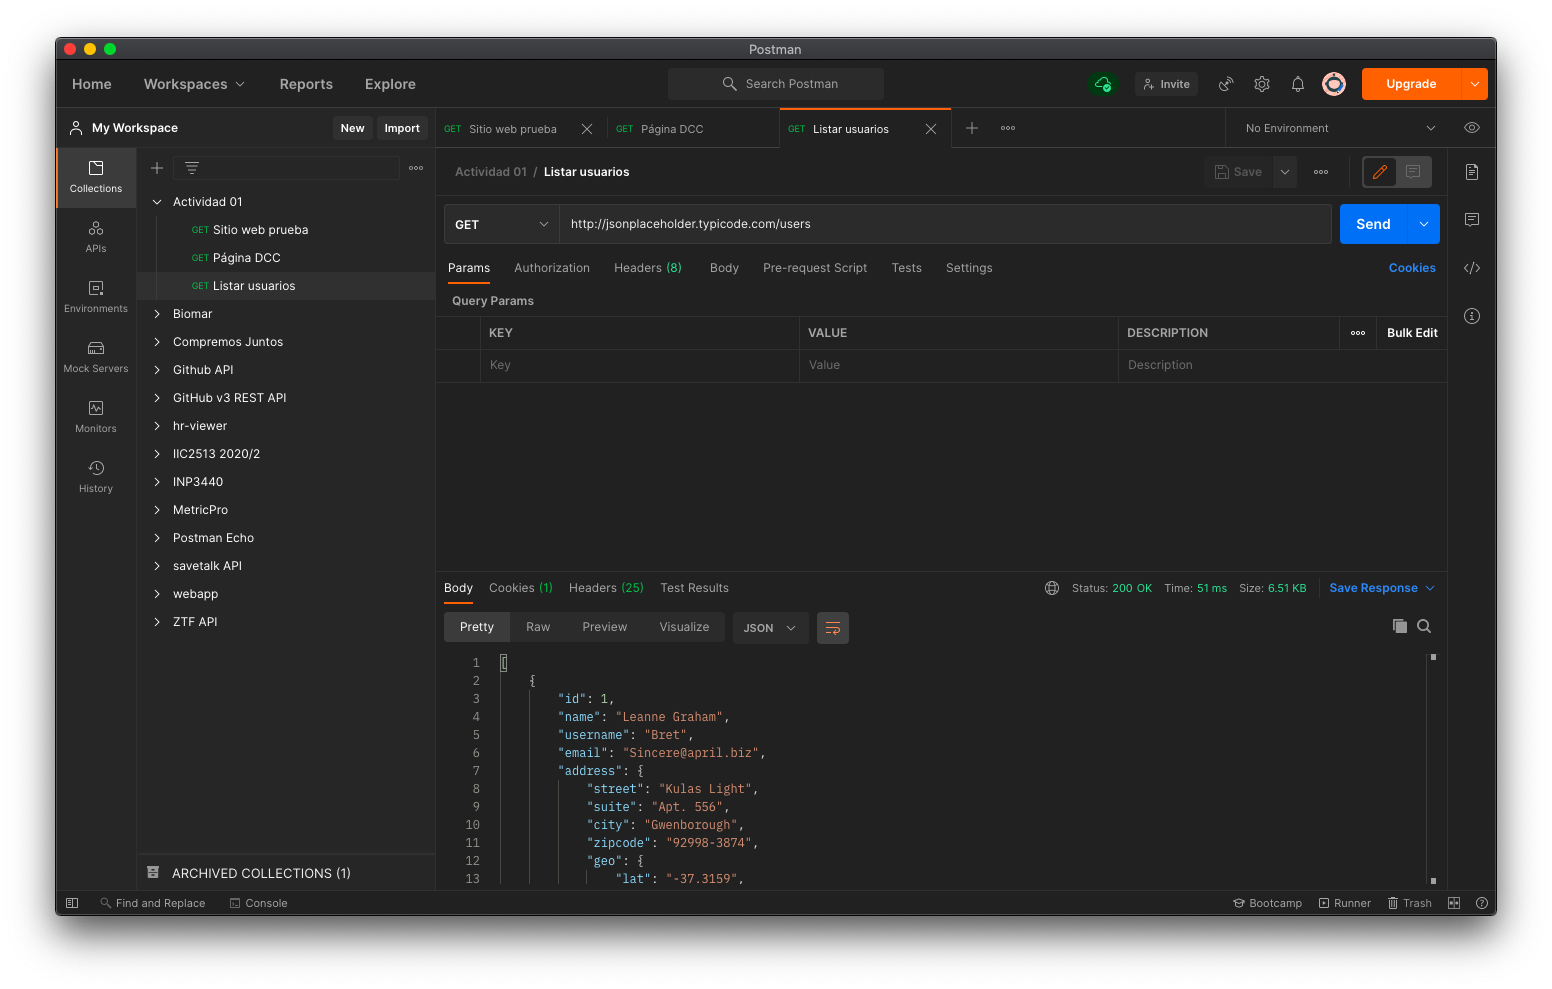 Postman
Home Workspaces Reports Explore Search Postman Invite Upgrade
My Workspace New Import
GET Sitio web prueba GET Página DCC GET Listar usuarios No Environment
Collections
APIs
Environments
Mock Servers
Monitors
History
Actividad 01
GET Sitio web prueba
GET Página DCC
GET Listar usuarios
Biomar
Compremos Juntos
Github API
GitHub v3 REST API
hr-viewer
IIC2513 2020/2
INP3440
MetricPro
Postman Echo
savetalk API
webapp
ZTF API
ARCHIVED COLLECTIONS (1)
Actividad 01 / Listar usuarios Save
GET http://jsonplaceholder.typicode.com/users Send
Params Authorization Headers (8) Body Pre-request Script Tests Settings Cookies
Query Params
KEY VALUE DESCRIPTION Bulk Edit
Key Value Description
Body Cookies (1) Headers (25) Test Results Status: 200 OK Time: 51 ms Size: 6.51 KB Save Response
Pretty Raw Preview Visualize JSON
1 [
2 {
3 "id": 1,
4 "name": "Leanne Graham",
5 "username": "Bret",
6 "email": "Sincere@april.biz",
7 "address": {
8 "street": "Kulas Light",
9 "suite": "Apt. 556",
10 "city": "Gwenborough",
11 "zipcode": "92998-3874",
12 "geo": {
13 "lat": "-37.3159",
Find and Replace Console Bootcamp Runner Trash